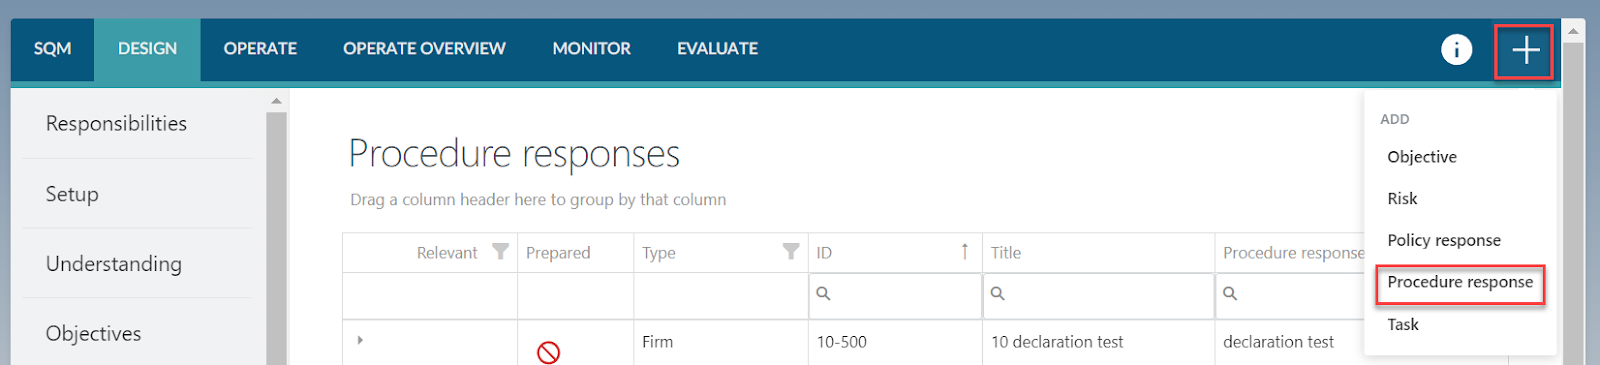 SQM DESIGN OPERATE OPERATE OVERVIEW MONITOR EVALUATE
Responsibilities
Setup
Understanding
Objectives
Procedure responses
Drag a column header here to group by that column
Relevant Prepared Type ID Title Procedure response
Firm 10-500 10 declaration test declaration test
ADD
Objective
Risk
Policy response
Procedure response
Task